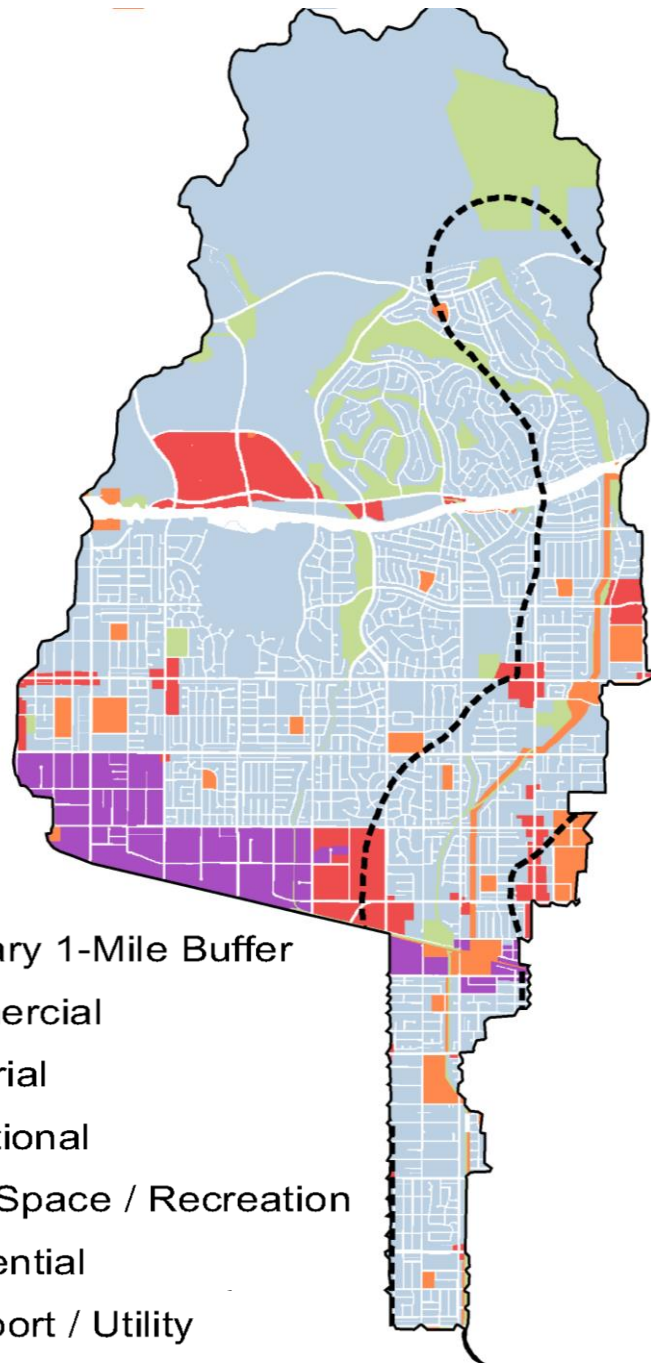 ary 1-Mile Buffer
ercial
rial
tional
Space / Recreation
ential
port / Utility